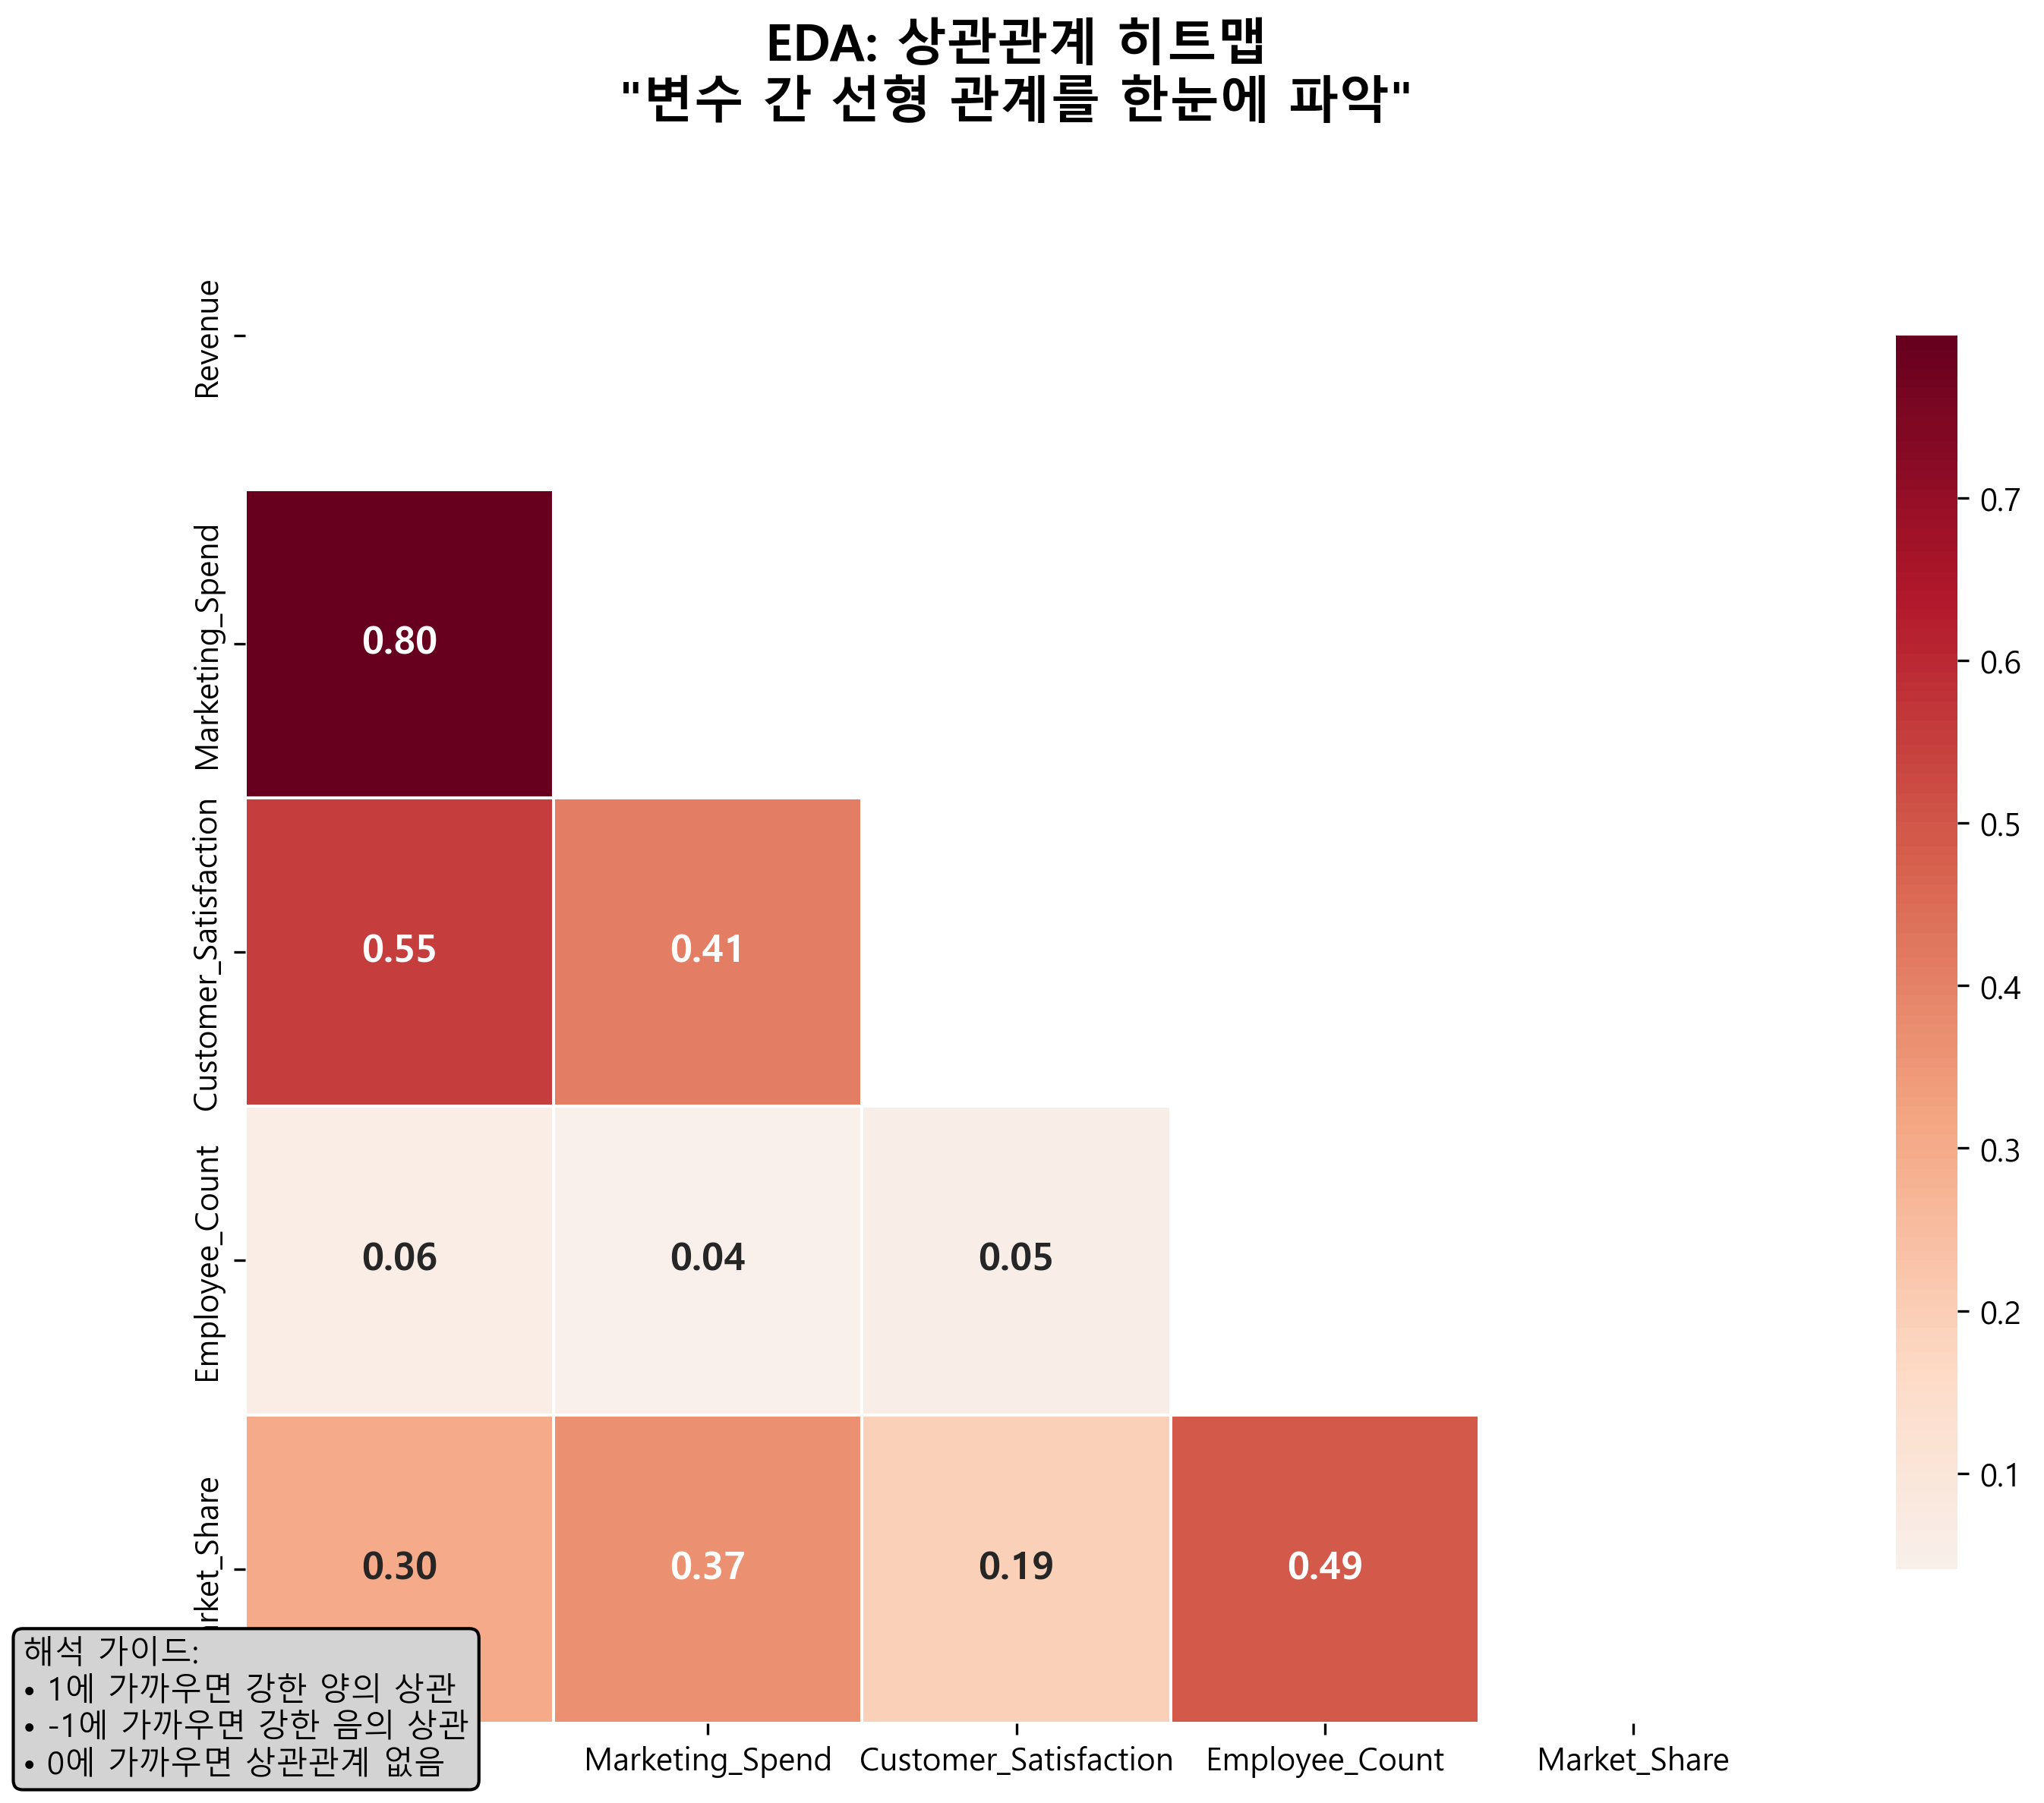 EDA: 상관관계 히트맵
"변수 간 선형 관계를 한눈에 파악"
Revenue
Marketing_Spend
Customer_Satisfaction
Employee_Count
0.80
0.55 0.41
0.06 0.04 0.05
0.30 0.37 0.19 0.49
0.7
0.6
0.5
0.4
0.3
0.2
0.1
해석 가이드:
• 1에 가까우면 강한 양의 상관
• -1에 가까우면 강한 음의 상관
• 0에 가까우면 상관관계 없음
Marketing_Spend Customer_Satisfaction Employee_Count Market_Share